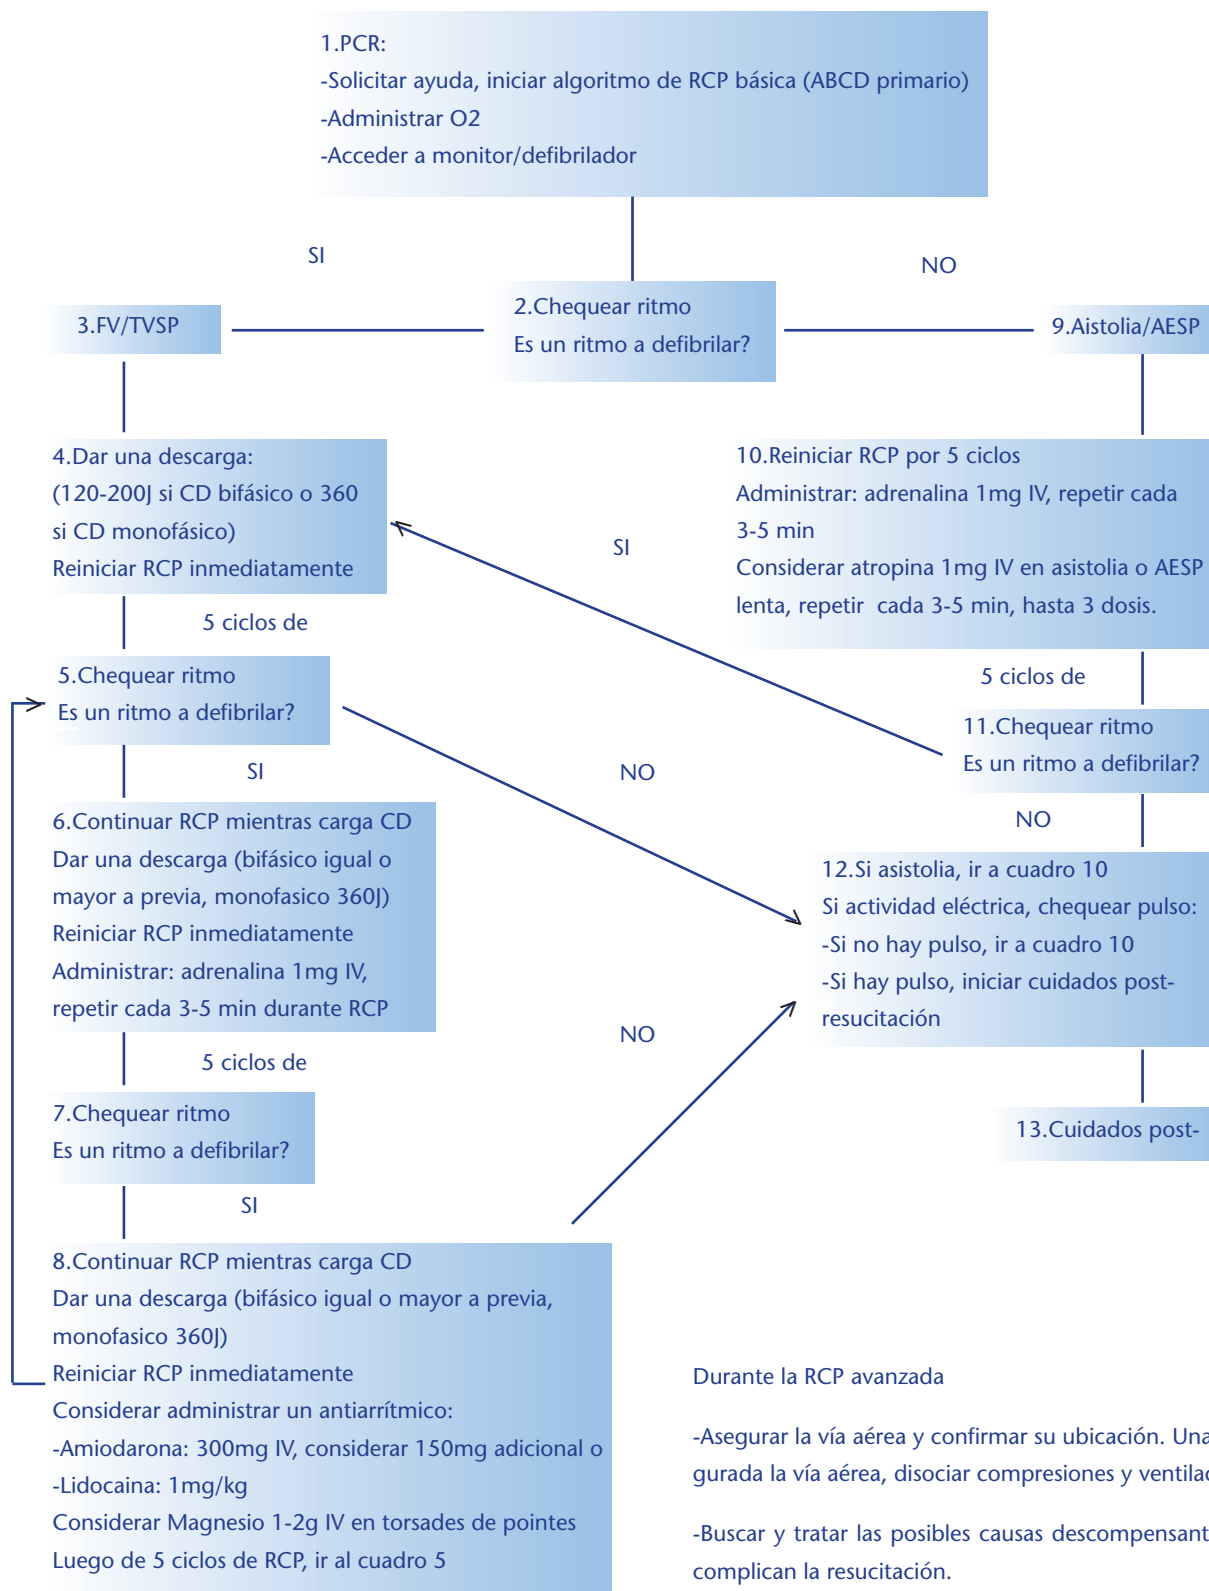 1.PCR:
-Solicitar ayuda, iniciar algoritmo de RCP básica (ABCD primario)
-Administrar O2
-Acceder a monitor/defibrilador
SI
NO
2.Chequear ritmo
Es un ritmo a defibrilar?
3.FV/TVSP
9.Aistolia/AESP
4.Dar una descarga:
(120-200J si CD bifásico o 360
si CD monofásico)
Reiniciar RCP inmediatamente
10.Reiniciar RCP por 5 ciclos
Administrar: adrenalina 1mg IV, repetir cada
3-5 min
Considerar atropina 1mg IV en asistolia o AESP
lenta, repetir cada 3-5 min, hasta 3 dosis.
SI
5 ciclos de
5.Chequear ritmo
Es un ritmo a defibrilar?
5 ciclos de
11.Chequear ritmo
Es un ritmo a defibrilar?
SI
NO
NO
6.Continuar RCP mientras carga CD
Dar una descarga (bifásico igual o
mayor a previa, monofasico 360J)
Reiniciar RCP inmediatamente
Administrar: adrenalina 1mg IV,
repetir cada 3-5 min durante RCP
12.Si asistolia, ir a cuadro 10
Si actividad eléctrica, chequear pulso:
-Si no hay pulso, ir a cuadro 10
-Si hay pulso, iniciar cuidados post-
resucitación
NO
5 ciclos de
7.Chequear ritmo
Es un ritmo a defibrilar?
13.Cuidados post-
SI
8.Continuar RCP mientras carga CD
Dar una descarga (bifásico igual o mayor a previa,
monofasico 360J)
Reiniciar RCP inmediatamente
Considerar administrar un antiarrítmico:
-Amiodarona: 300mg IV, considerar 150mg adicional o
-Lidocaina: 1mg/kg
Considerar Magnesio 1-2g IV en torsades de pointes
Luego de 5 ciclos de RCP, ir al cuadro 5
Durante la RCP avanzada
-Asegurar la vía aérea y confirmar su ubicación. Una
gurada la vía aérea, disociar compresiones y ventilac
-Buscar y tratar las posibles causas descompensant
complican la resucitación.